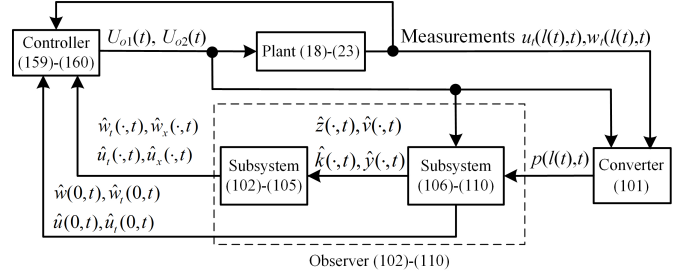 Controller
(159)-(160)
U_{o1}(t), U_{o2}(t)
Plant (18)-(23)
Measurements u_t(l(t),t), w_t(l(t),t)
ŵ_t(·,t), ŵ_x(·,t)
û_t(·,t), û_x(·,t)
ẑ(·,t), v̂(·,t)
k̂(·,t), ŷ(·,t)
Subsystem
(102)-(105)
Subsystem
(106)-(110)
p(l(t),t)
Converter
(101)
ŵ(0,t), ŵ_t(0,t)
û(0,t), û_t(0,t)
Observer (102)-(110)